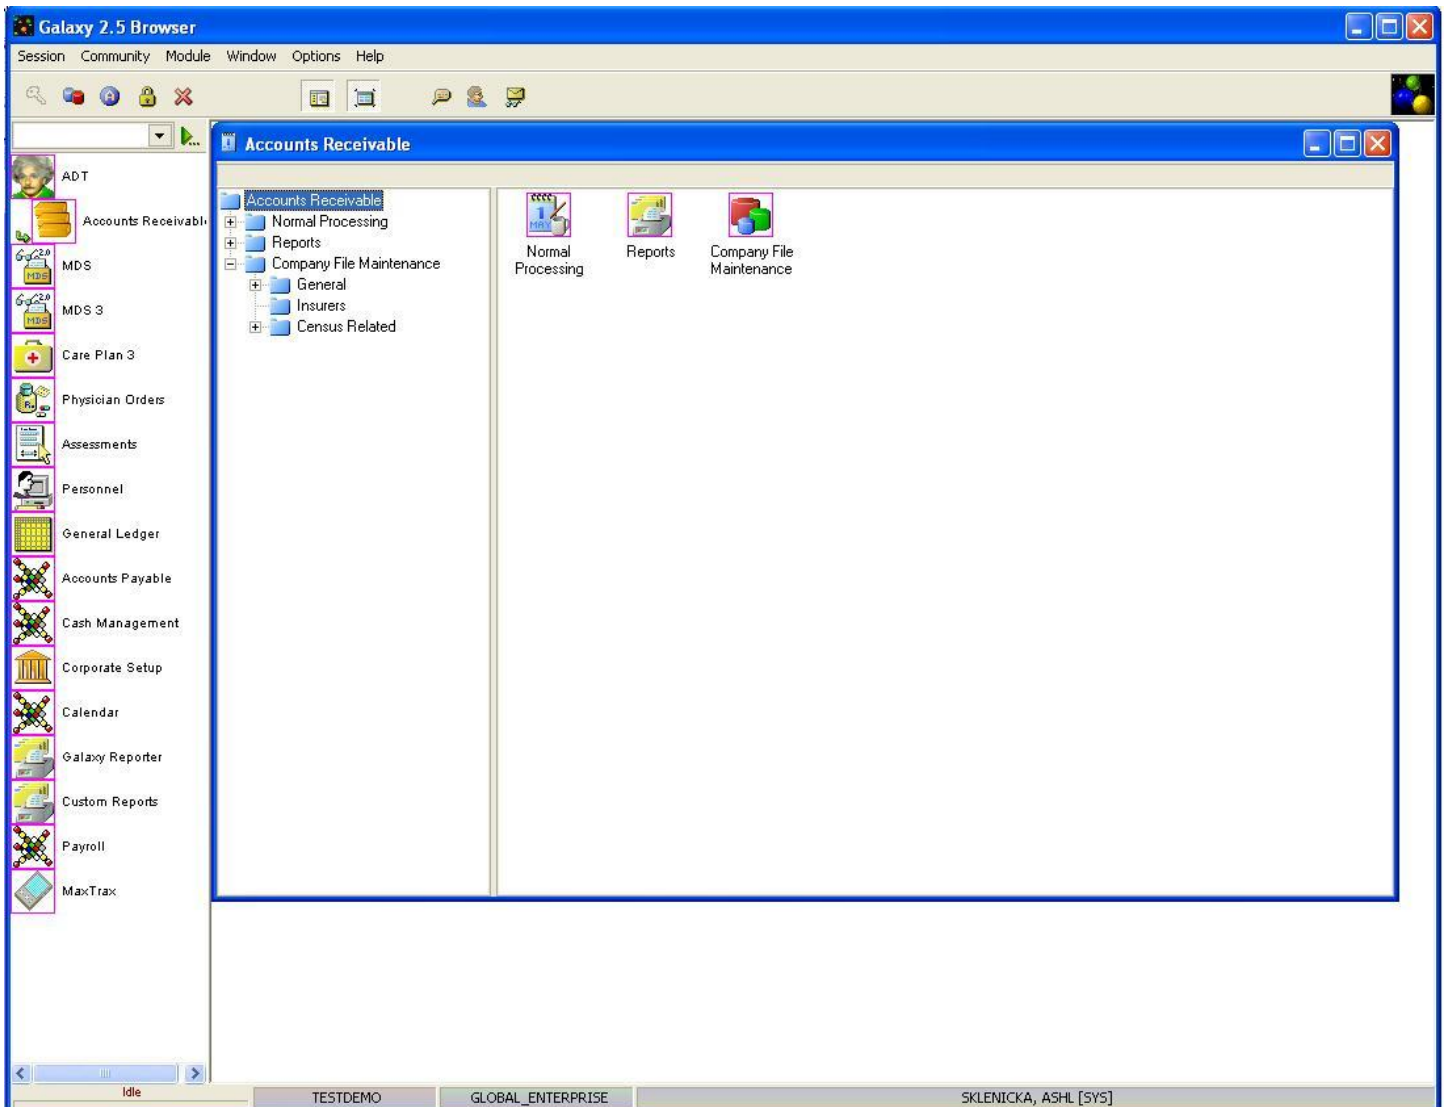 Galaxy 2.5 Browser
Session Community Module Window Options Help
Accounts Receivable
ADT
Accounts Receivabl
MDS
MDS 3
Care Plan 3
Physician Orders
Assessments
Personnel
General Ledger
Accounts Payable
Cash Management
Corporate Setup
Calendar
Galaxy Reporter
Custom Reports
Payroll
MaxTrax
Accounts Receivable
Normal Processing
Reports
Company File Maintenance
General
Insurers
Census Related
Normal
Processing
Reports
Company File
Maintenance
Idle
TESTDEMO
GLOBAL_ENTERPRISE
SKLENICKA, ASHL [SYS]